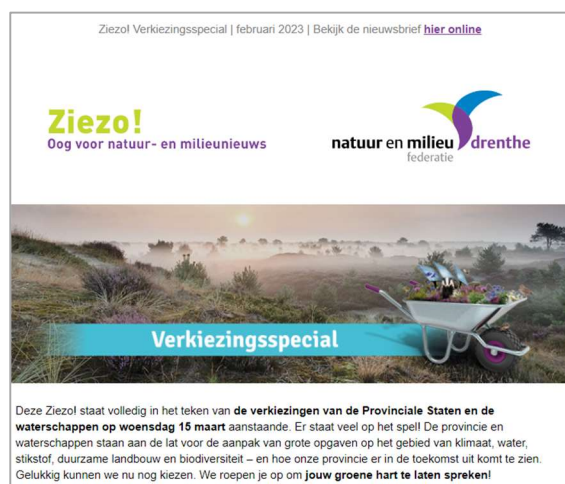 Ziezo! Verkiezingsspecial | februari 2023 | Bekijk de nieuwsbrief hier online
Ziezo!
Oog voor natuur- en milieunieuws
natuur en milieu drenthe
federatie
Verkiezingsspecial
Deze Ziezo! staat volledig in het teken van de verkiezingen van de Provinciale Staten en de
waterschappen op woensdag 15 maart aanstaande. Er staat veel op het spel! De provincie en
waterschappen staan aan de lat voor de aanpak van grote opgaven op het gebied van klimaat, water,
stikstof, duurzame landbouw en biodiversiteit – en hoe onze provincie er in de toekomst uit komt te zien.
Gelukkig kunnen we nu nog kiezen. We roepen je op om jouw groene hart te laten spreken!